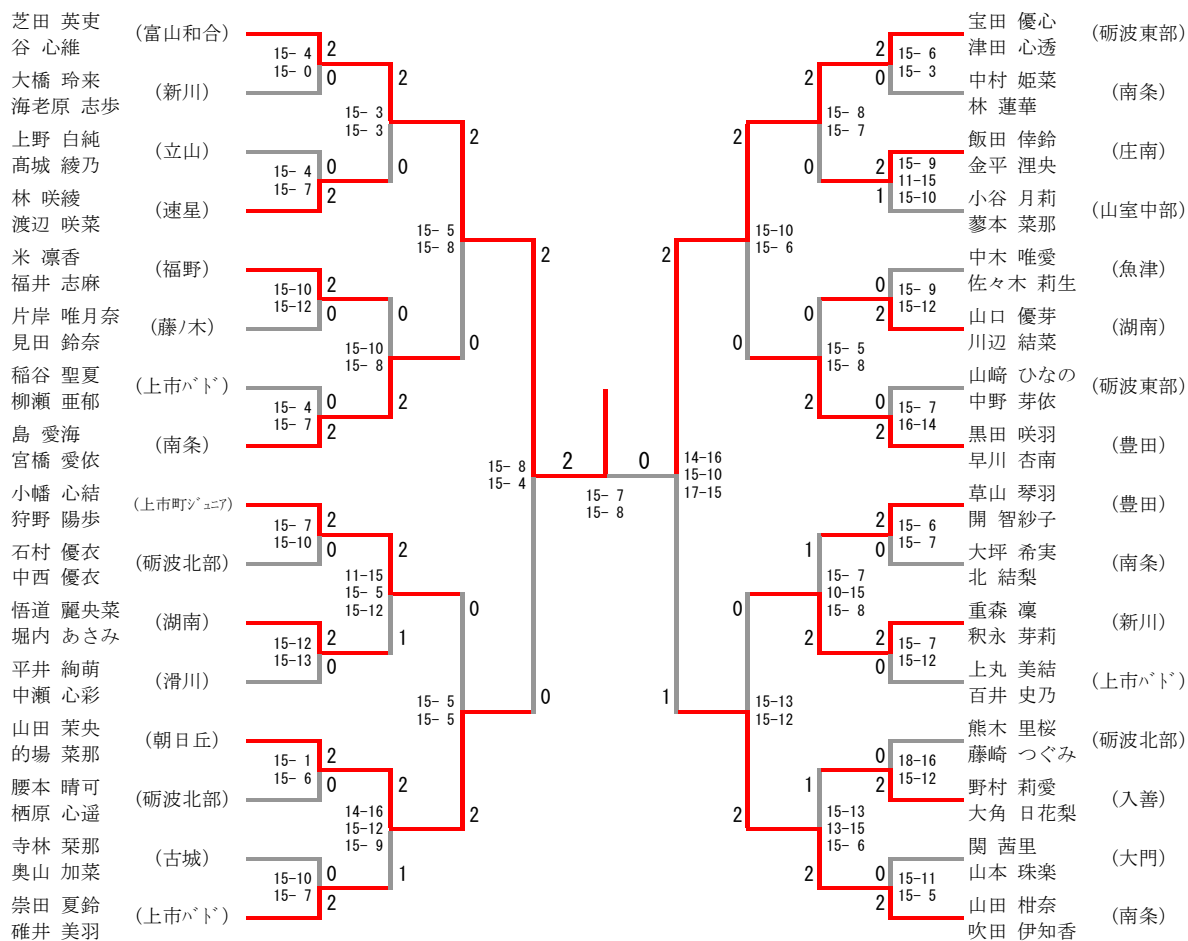 芝田 英吏
谷 心維
(富山和合)
15- 4
15- 0
2
0
大橋 玲来
海老原 志歩
(新川)
2
15- 3
15- 3
0
上野 白純
髙城 綾乃
(立山)
15- 4
15- 7
0
2
林 咲綾
渡辺 咲菜
(速星)
2
15- 5
15- 8
0
米 凛香
福井 志麻
(福野)
15-10
15-12
2
0
片岸 唯月奈
見田 鈴奈
(藤ノ木)
0
15-10
15- 8
2
稲谷 聖夏
柳瀬 亜郁
(上市バド)
15- 4
15- 7
0
2
島 愛海
宮橋 愛依
(南条)
2
15- 8
15- 4
0
小幡 心結
狩野 陽歩
(上市町ジュニア)
15- 7
15-10
2
0
石村 優衣
中西 優衣
(砺波北部)
2
11-15
15- 5
15-12
1
悟道 麗央菜
堀内 あさみ
(湖南)
15-12
15-13
2
0
平井 絢萌
中瀬 心彩
(滑川)
0
15- 5
15- 5
2
山田 茉央
的場 菜那
(朝日丘)
15- 1
15- 6
2
0
腰本 晴可
栖原 心遥
(砺波北部)
2
14-16
15-12
15- 9
1
寺林 栞那
奥山 加菜
(古城)
15-10
15- 7
0
2
崇田 夏鈴
碓井 美羽
(上市バド)
2
0
15- 7
15- 8
宝田 優心
津田 心透
(砺波東部)
2
0
15- 6
15- 3
中村 姫菜
林 蓮華
(南条)
2
15- 8
15- 7
0
飯田 倖鈴
金平 浬央
(庄南)
2
1
15- 9
11-15
15-10
小谷 月莉
蓼本 菜那
(山室中部)
2
15-10
15- 6
0
中木 唯愛
佐々木 莉生
(魚津)
0
2
15- 9
15-12
山口 優芽
川辺 結菜
(湖南)
0
15- 5
15- 8
2
山﨑 ひなの
中野 芽依
(砺波東部)
0
2
15- 7
16-14
黒田 咲羽
早川 杏南
(豊田)
2
14-16
15-10
17-15
1
草山 琴羽
開 智紗子
(豊田)
2
0
15- 6
15- 7
大坪 希実
北 結梨
(南条)
1
15- 7
10-15
15- 8
2
重森 凜
釈永 芽莉
(新川)
2
0
15- 7
15-12
上丸 美結
百井 史乃
(上市バド)
0
15-13
15-12
2
熊木 里桜
藤崎 つぐみ
(砺波北部)
0
2
18-16
15-12
野村 莉愛
大角 日花梨
(入善)
1
15-13
13-15
15- 6
2
関 茜里
山本 珠楽
(大門)
0
2
15-11
15- 5
山田 柑奈
吹田 伊知香
(南条)